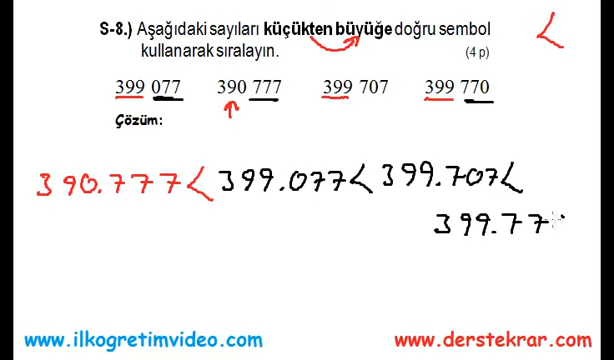 S-8.) Aşağıdaki sayıları küçükten büyüğe doğru sembol
kullanarak sıralayın. (4 p)
<
399 077 390 777 399 707 399 770
Çözüm:
390.777 < 399.077 < 399.707 <
399.77
www.ilkogretimvideo.com www.derstekrar.com